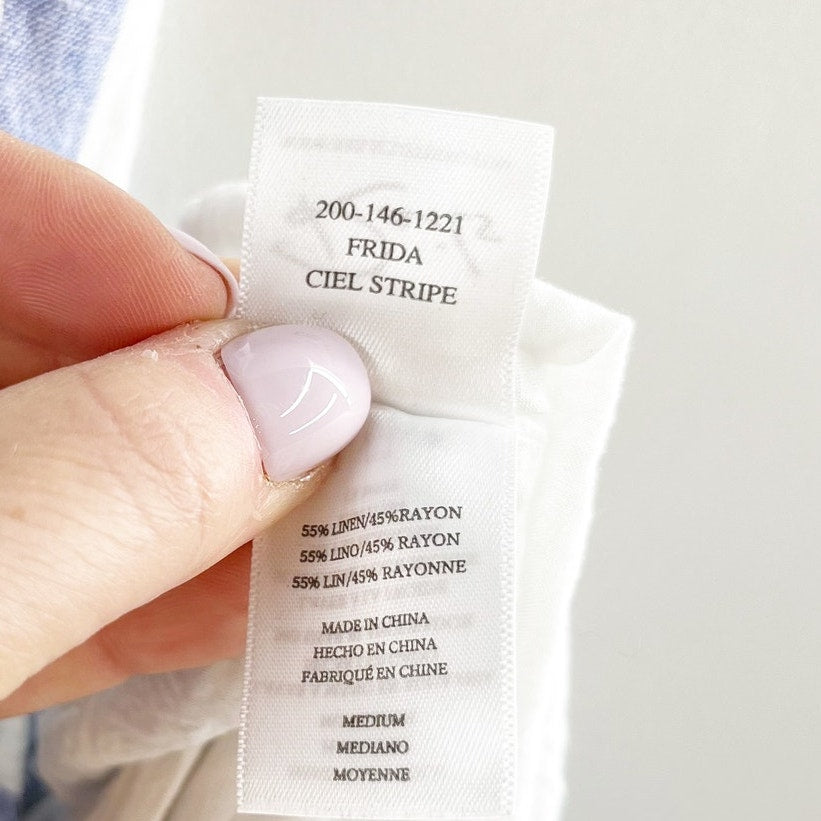 200-146-1221
FRIDA
CIEL STRIPE
55% LINEN/45%RAYON
55% LINO/45% RAYON
55% LIN/45% RAYONNE
MADE IN CHINA
HECHO EN CHINA
FABRIQUÉ EN CHINE
MEDIUM
MEDIANO
MOYENNE